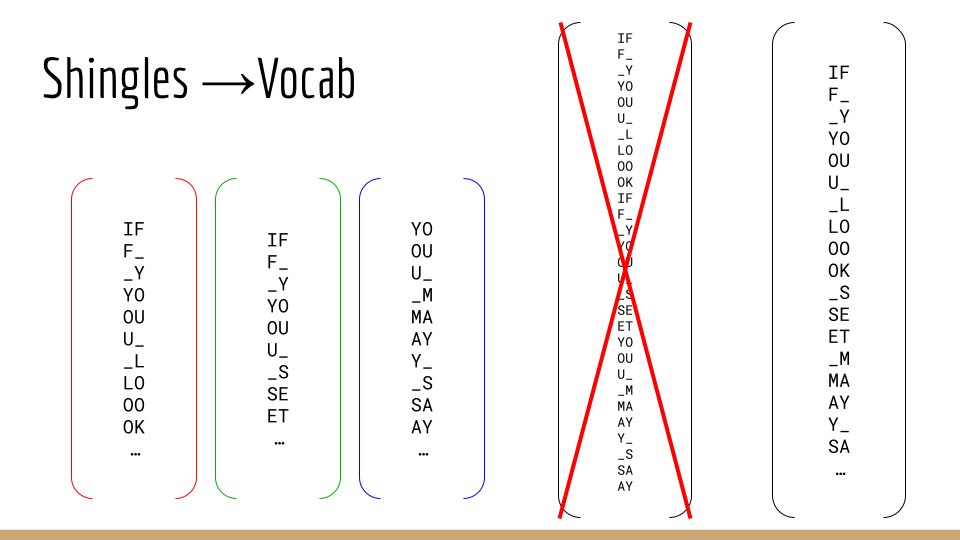 Shingles →Vocab
IF
F_
_Y
YO
OU
U_
_L
LO
OO
OK
…
IF
F_
_Y
YO
OU
U_
_S
SE
ET
…
YO
OU
U_
_M
MA
AY
Y_
_S
SA
AY
…
IF
F_
_Y
YO
OU
U_
_L
LO
OO
OK
IF
F_
_Y
YO
OU
U_
_S
SE
ET
YO
OU
U_
_M
MA
AY
Y_
_S
SA
AY
IF
F_
_Y
YO
OU
U_
_L
LO
OO
OK
_S
SE
ET
_M
MA
AY
Y_
SA
…